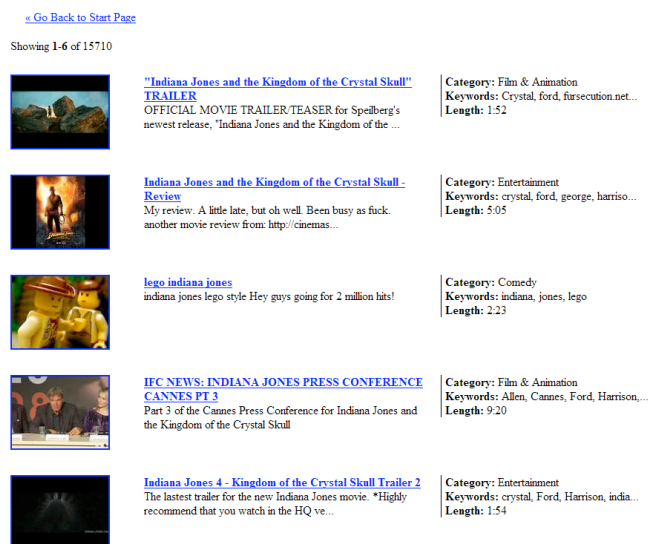 « Go Back to Start Page
Showing 1-6 of 15710
"Indiana Jones and the Kingdom of the Crystal Skull"
TRAILER
OFFICIAL MOVIE TRAILER/TEASER for Speilberg's
newest release, "Indiana Jones and the Kingdom of the ...
Category: Film & Animation
Keywords: Crystal, ford, fursecution.net...
Length: 1:52
Indiana Jones and the Kingdom of the Crystal Skull -
Review
My review. A little late, but oh well. Been busy as fuck.
another movie review from: http://cinemas...
Category: Entertainment
Keywords: crystal, ford, george, harriso...
Length: 5:05
lego indiana jones
indiana jones lego style Hey guys going for 2 million hits!
Category: Comedy
Keywords: indiana, jones, lego
Length: 2:23
IFC NEWS: INDIANA JONES PRESS CONFERENCE
CANNES PT 3
Part 3 of the Cannes Press Conference for Indiana Jones and
the Kingdom of the Crystal Skull
Category: Film & Animation
Keywords: Allen, Cannes, Ford, Harrison,...
Length: 9:20
Indiana Jones 4 - Kingdom of the Crystal Skull Trailer 2
The lastest trailer for the new Indiana Jones movie. *Highly
recommend that you watch in the HQ ve...
Category: Entertainment
Keywords: crystal, Ford, Harrison, india...
Length: 1:54